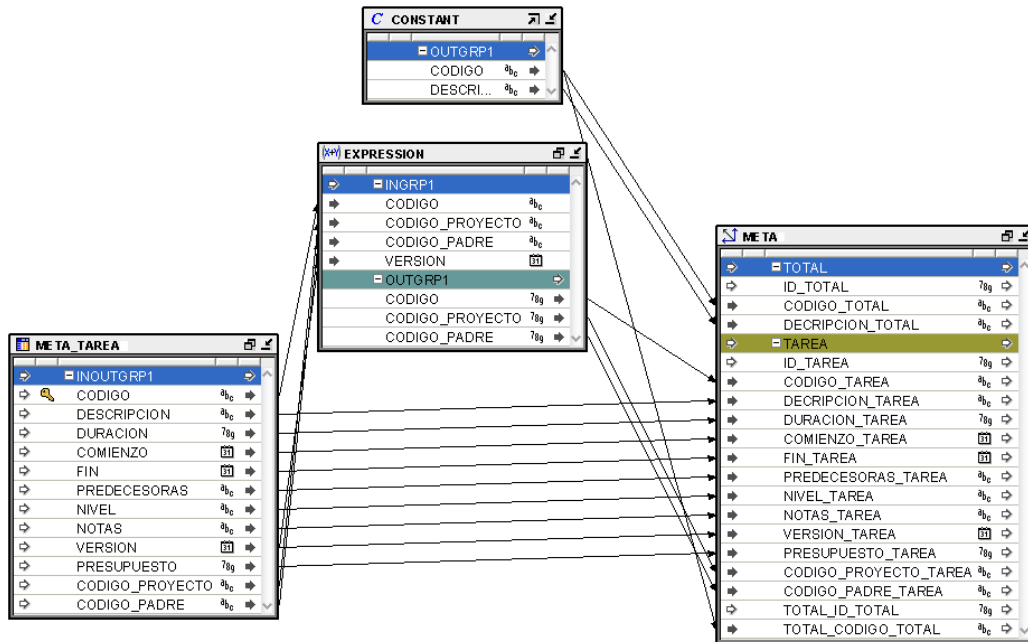 CONSTANT
OUTGRP1
CODIGO
DESCRI...
EXPRESSION
INGRP1
CODIGO
CODIGO_PROYECTO
CODIGO_PADRE
VERSION
OUTGRP1
CODIGO
CODIGO_PROYECTO
CODIGO_PADRE
META_TAREA
INOUTGRP1
CODIGO
DESCRIPCION
DURACION
COMIENZO
FIN
PREDECESORAS
NIVEL
NOTAS
VERSION
PRESUPUESTO
CODIGO_PROYECTO
CODIGO_PADRE
META
TOTAL
ID_TOTAL
CODIGO_TOTAL
DECRIPCION_TOTAL
TAREA
ID_TAREA
CODIGO_TAREA
DECRIPCION_TAREA
DURACION_TAREA
COMIENZO_TAREA
FIN_TAREA
PREDECESORAS_TAREA
NIVEL_TAREA
NOTAS_TAREA
VERSION_TAREA
PRESUPUESTO_TAREA
CODIGO_PROYECTO_TAREA
CODIGO_PADRE_TAREA
TOTAL_ID_TOTAL
TOTAL_CODIGO_TOTAL